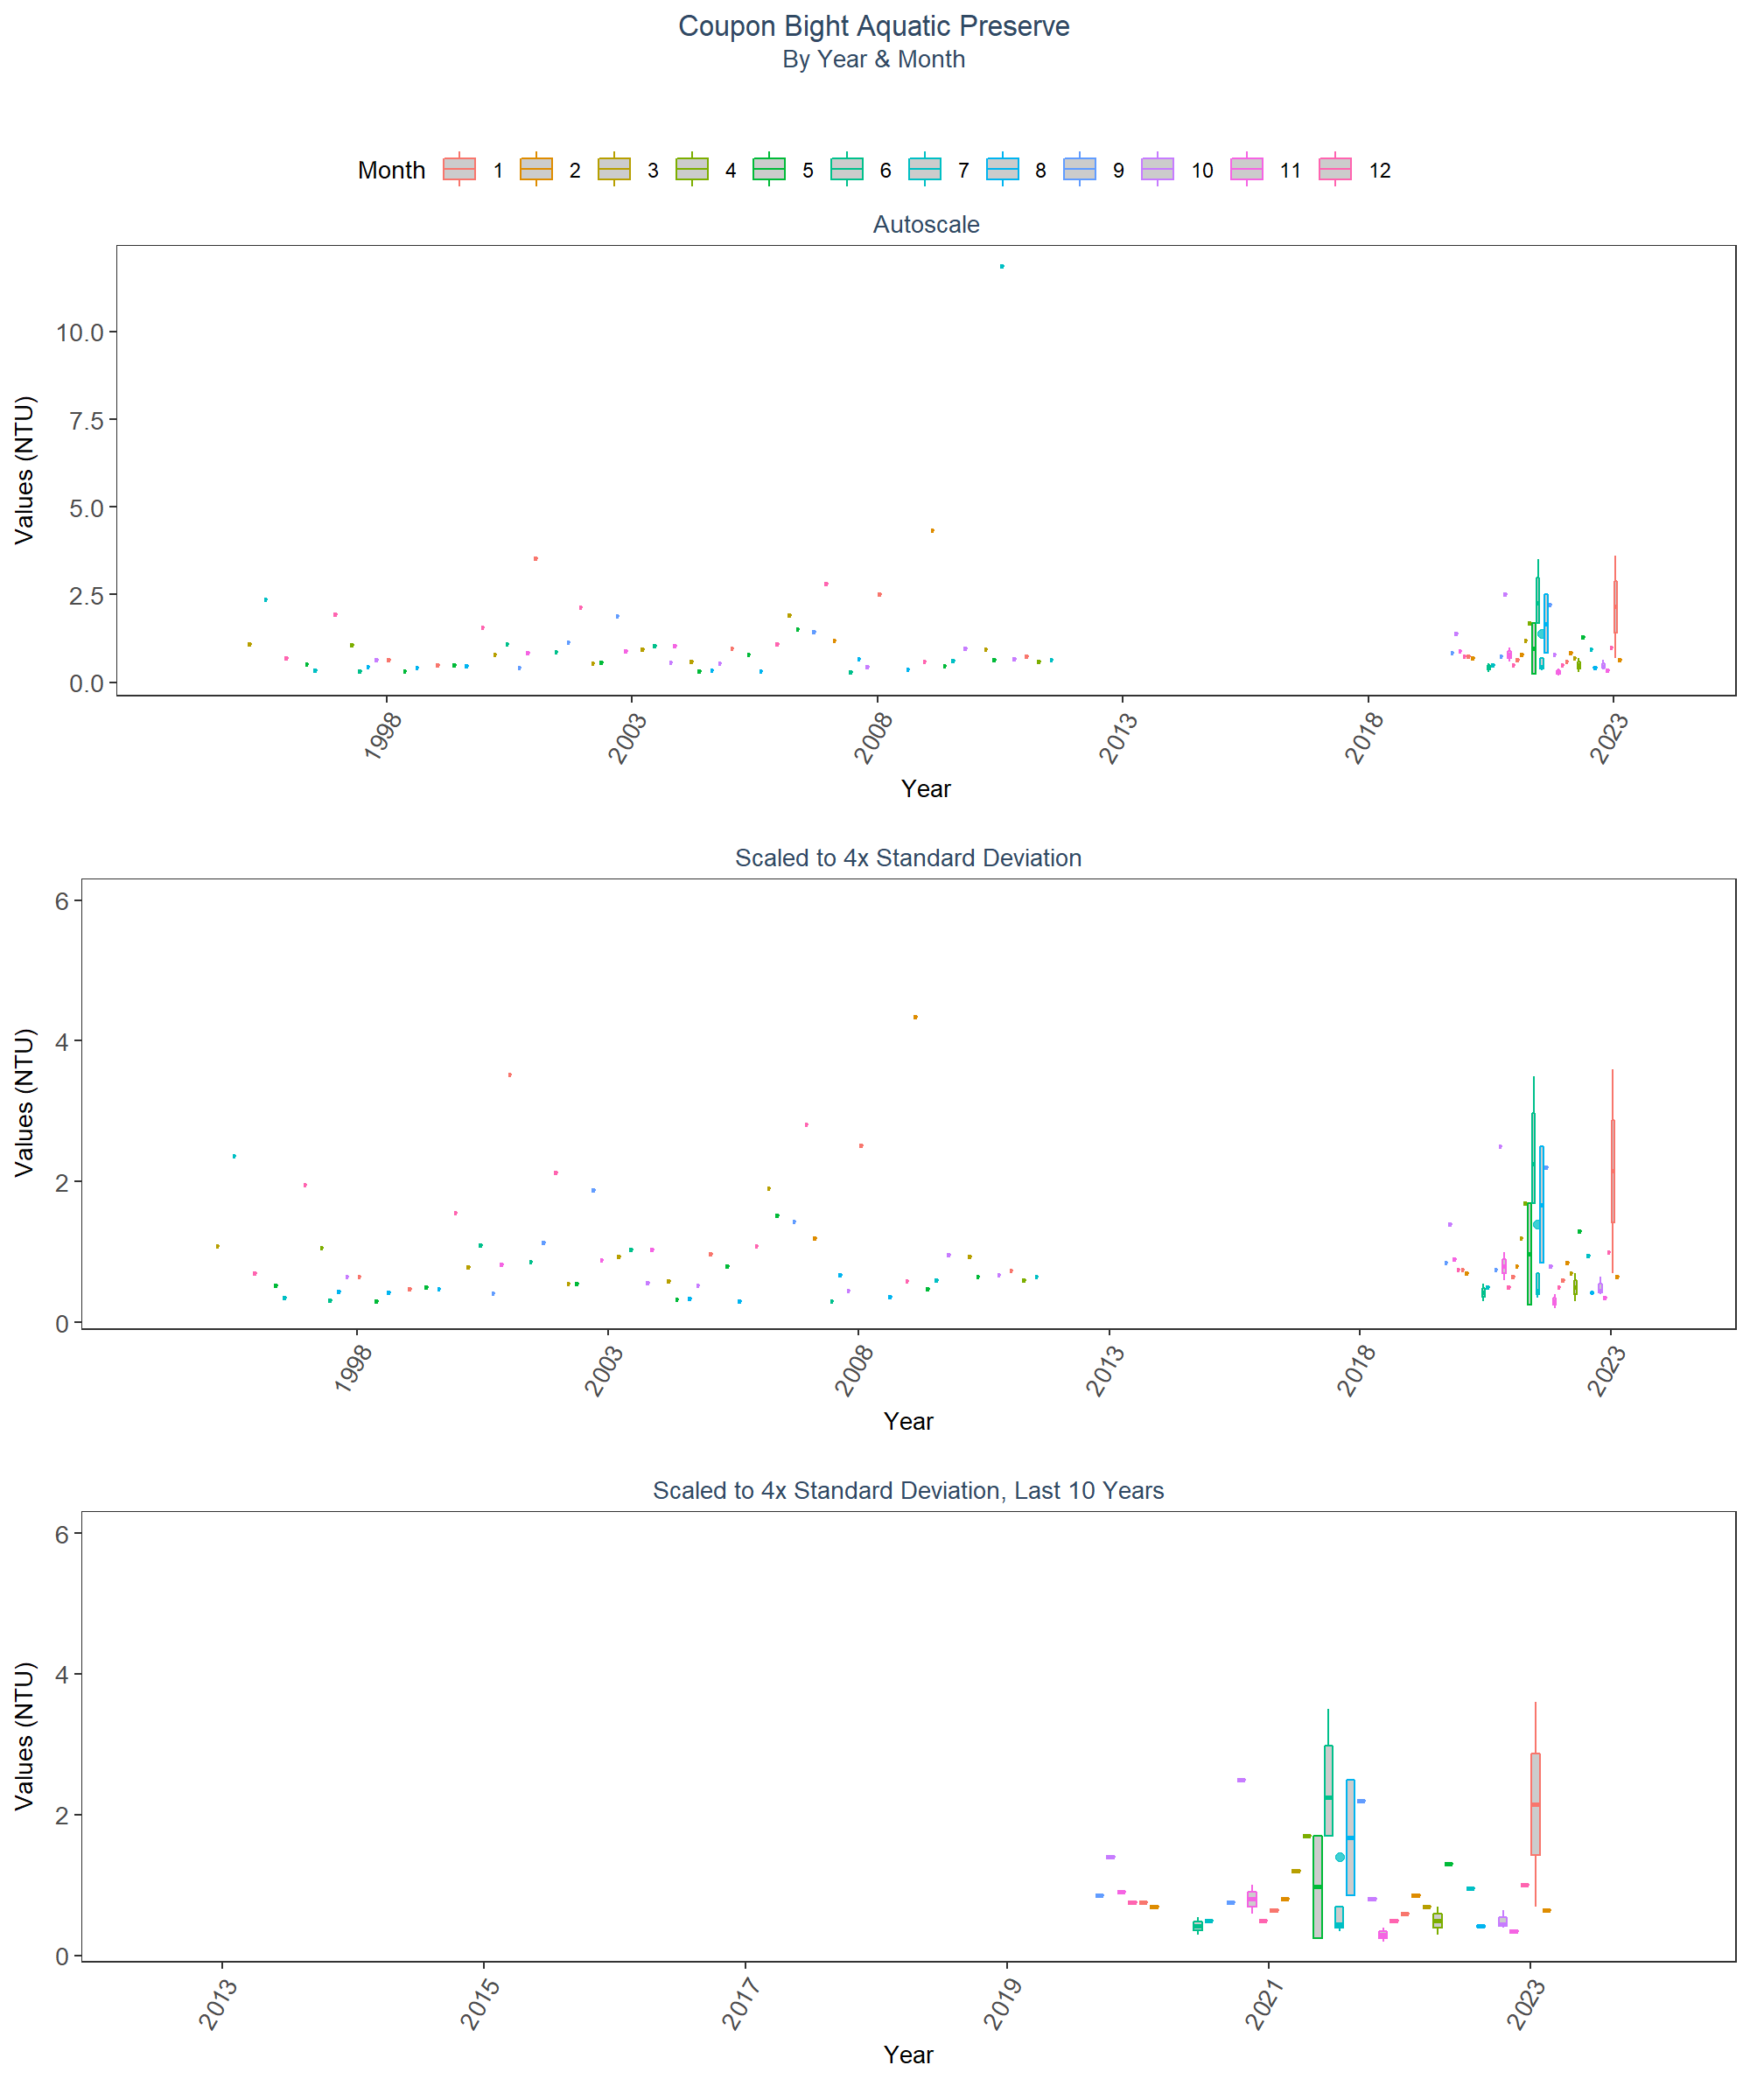 Coupon Bight Aquatic Preserve
By Year & Month
Month 1 2 3 4 5 6 7 8 9 10 11 12
Autoscale
Values (NTU)
10.0
7.5
5.0
2.5
0.0
1998 2003 2008 2013 2018 2023
Year
Scaled to 4x Standard Deviation
Values (NTU)
6
4
2
0
1998 2003 2008 2013 2018 2023
Year
Scaled to 4x Standard Deviation, Last 10 Years
Values (NTU)
6
4
2
0
2013 2015 2017 2019 2021 2023
Year